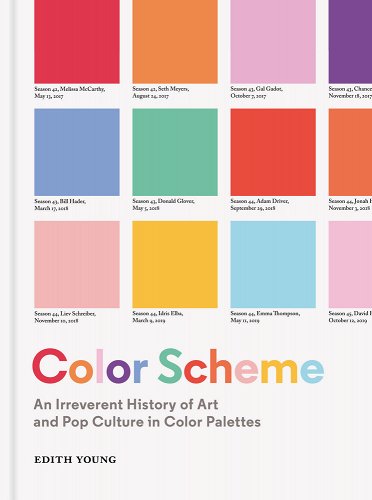 Season 42, Melissa McCarthy,
May 13, 2017
Season 42, Seth Meyers,
August 24, 2017
Season 43, Gal Gadot,
October 7, 2017
Season 43, Chance
November 18, 2017
Season 43, Bill Hader,
March 17, 2018
Season 43, Donald Glover,
May 5, 2018
Season 44, Adam Driver,
September 29, 2018
Season 44, Jonah H
November 3, 2018
Season 44, Liev Schreiber,
November 10, 2018
Season 44, Idris Elba,
March 9, 2019
Season 44, Emma Thompson,
May 11, 2019
Season 45, David H
October 12, 2019
Color Scheme
An Irreverent History of Art
and Pop Culture in Color Palettes
EDITH YOUNG